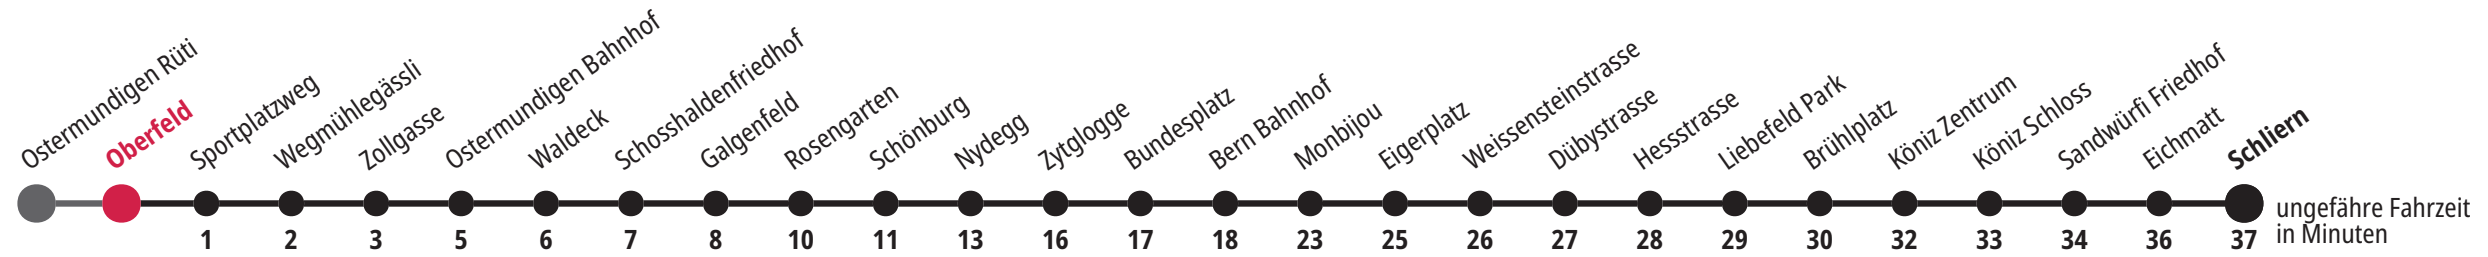 Ostermundigen Rüti
Oberfeld
Sportplatzweg
Wegmühlegässli
Zollgasse
Ostermundigen Bahnhof
Waldeck
Schosshaldenfriedhof
Galgenfeld
Rosengarten
Schönburg
Nydegg
Zytglogge
Bundesplatz
Bern Bahnhof
Monbijou
Eigerplatz
Weissensteinstrasse
Dübystrasse
Hessstrasse
Liebefeld Park
Brühlplatz
Köniz Zentrum
Köniz Schloss
Sandwürfi Friedhof
Eichmatt
Schliern
1 2 3 5 6 7 8 10 11 13 16 17 18 23 25 26 27 28 29 30 32 33 34 36 37
ungefähre Fahrzeit
in Minuten